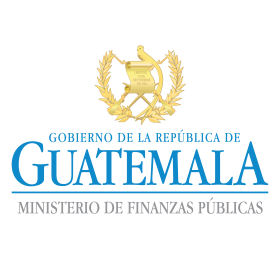 GOBIERNO DE LA REPÚBLICA DE
GUATEMALA
MINISTERIO DE FINANZAS PÚBLICAS